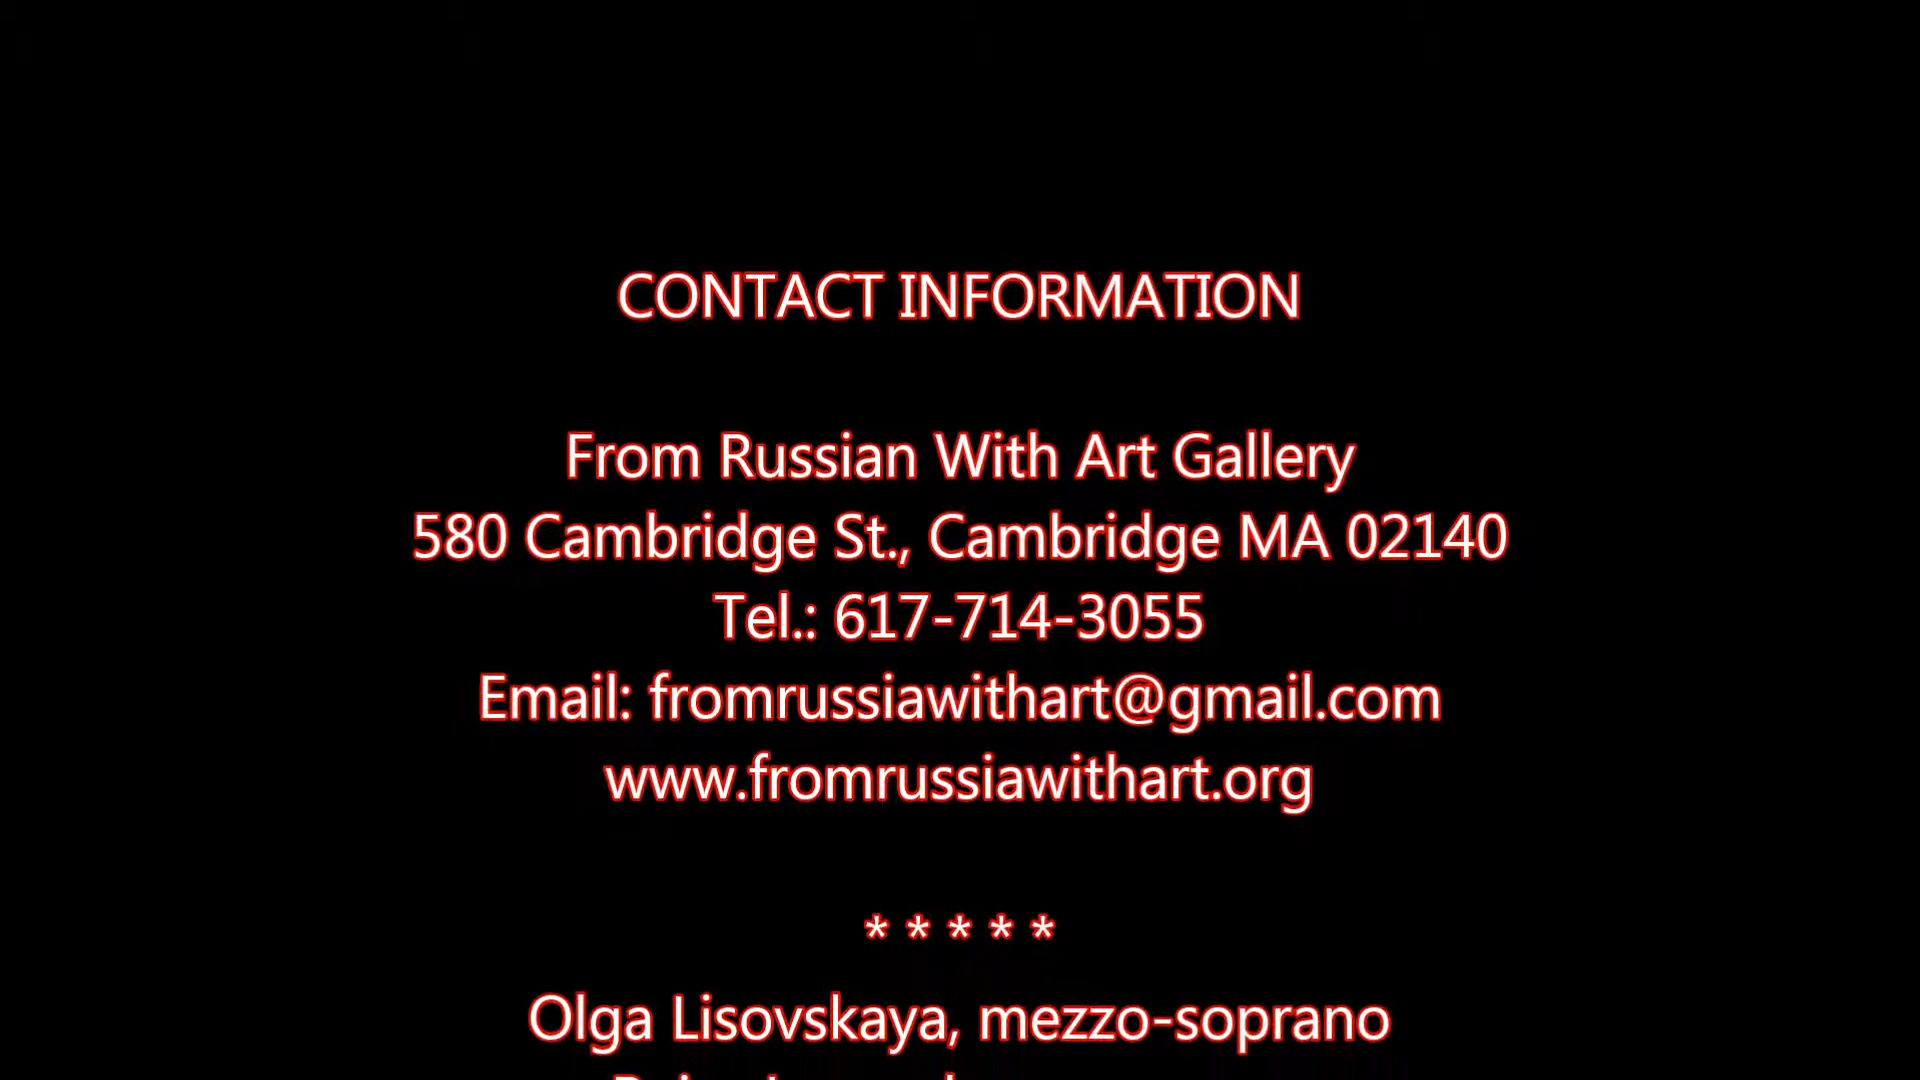 CONTACT INFORMATION
From Russian With Art Gallery
580 Cambridge St., Cambridge MA 02140
Tel.: 617-714-3055
Email: fromrussiawithart@gmail.com
www.fromrussiawithart.org
* * * * *
Olga Lisovskaya, mezzo-soprano